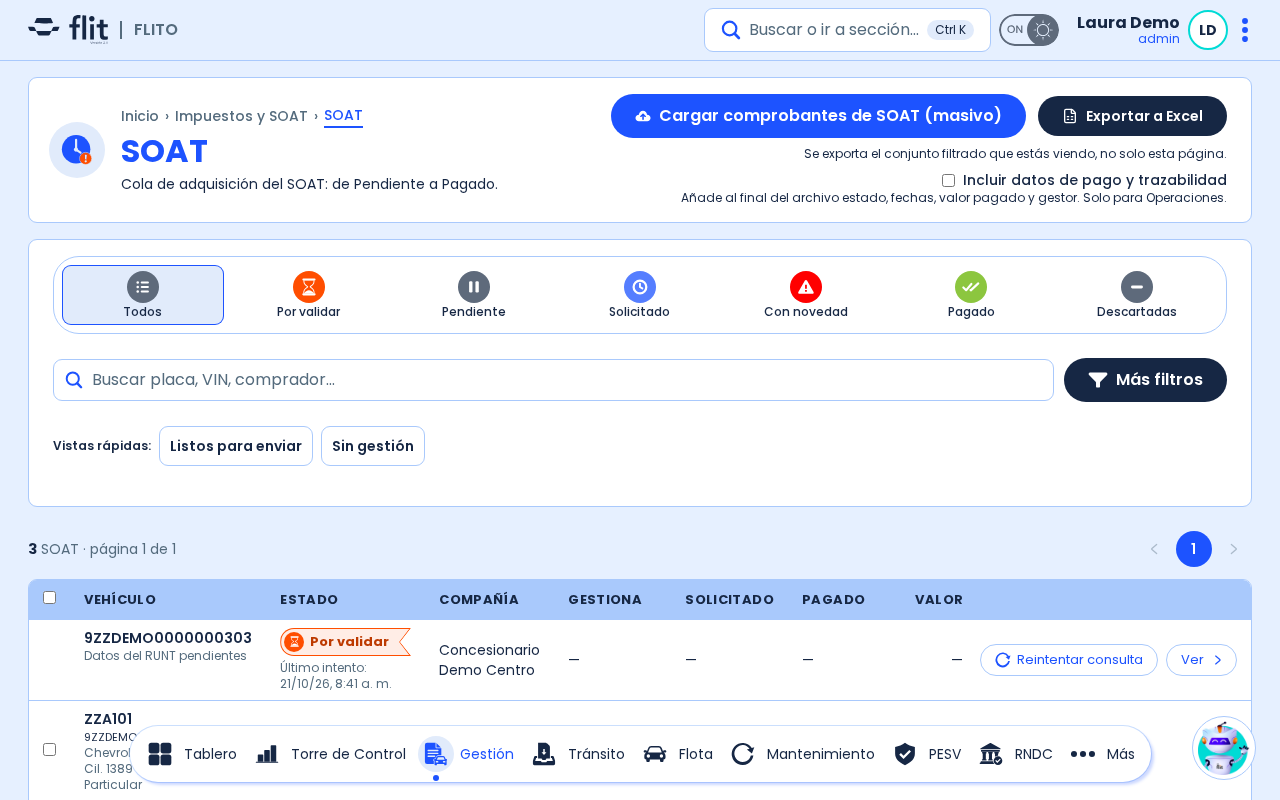 flit | FLITO
Buscar o ir a sección... Ctrl K
ON
Laura Demo
admin
LD
Inicio › Impuestos y SOAT › SOAT
SOAT
Cola de adquisición del SOAT: de Pendiente a Pagado.
Cargar comprobantes de SOAT (masivo)
Exportar a Excel
Se exporta el conjunto filtrado que estás viendo, no solo esta página.
Incluir datos de pago y trazabilidad
Añade al final del archivo estado, fechas, valor pagado y gestor. Solo para Operaciones.
Todos
Por validar
Pendiente
Solicitado
Con novedad
Pagado
Descartadas
Buscar placa, VIN, comprador...
Más filtros
Vistas rápidas: Listos para enviar Sin gestión
3 SOAT · página 1 de 1
1
VEHÍCULO ESTADO COMPAÑÍA GESTIONA SOLICITADO PAGADO VALOR
9ZZDEMO0000000303
Datos del RUNT pendientes
Por validar
Último intento:
21/10/26, 8:41 a. m.
Concesionario
Demo Centro
— — — —
Reintentar consulta
Ver
ZZA101
9ZZDEMO
Chevrol
Cil. 1389
Particular
Tablero
Torre de Control
Gestión
Tránsito
Flota
Mantenimiento
PESV
RNDC
Más